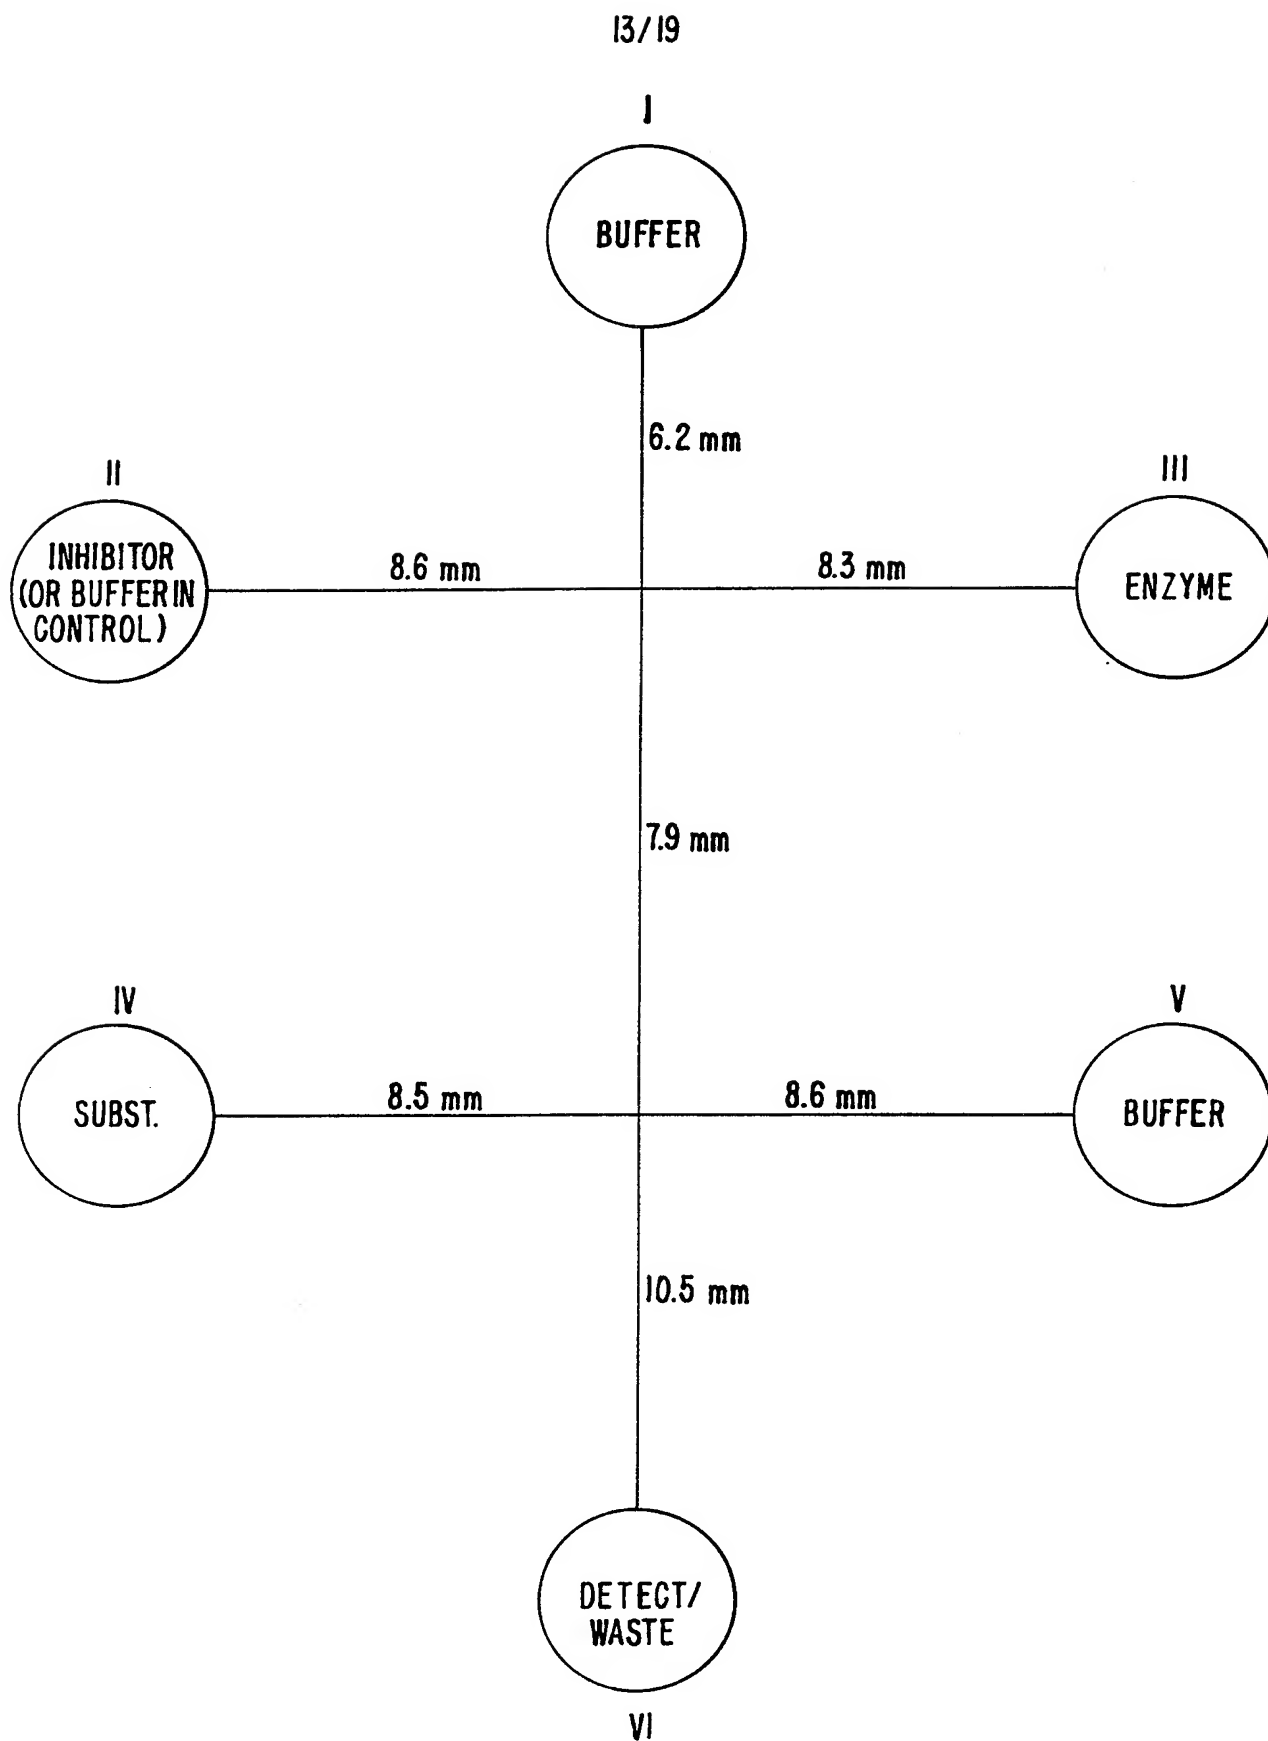 13/19
I
BUFFER
6.2 mm
II
III
INHIBITOR
(OR BUFFER IN
CONTROL)
8.6 mm
8.3 mm
ENZYME
7.9 mm
IV
V
SUBST.
8.5 mm
8.6 mm
BUFFER
10.5 mm
DETECT/
WASTE
VI